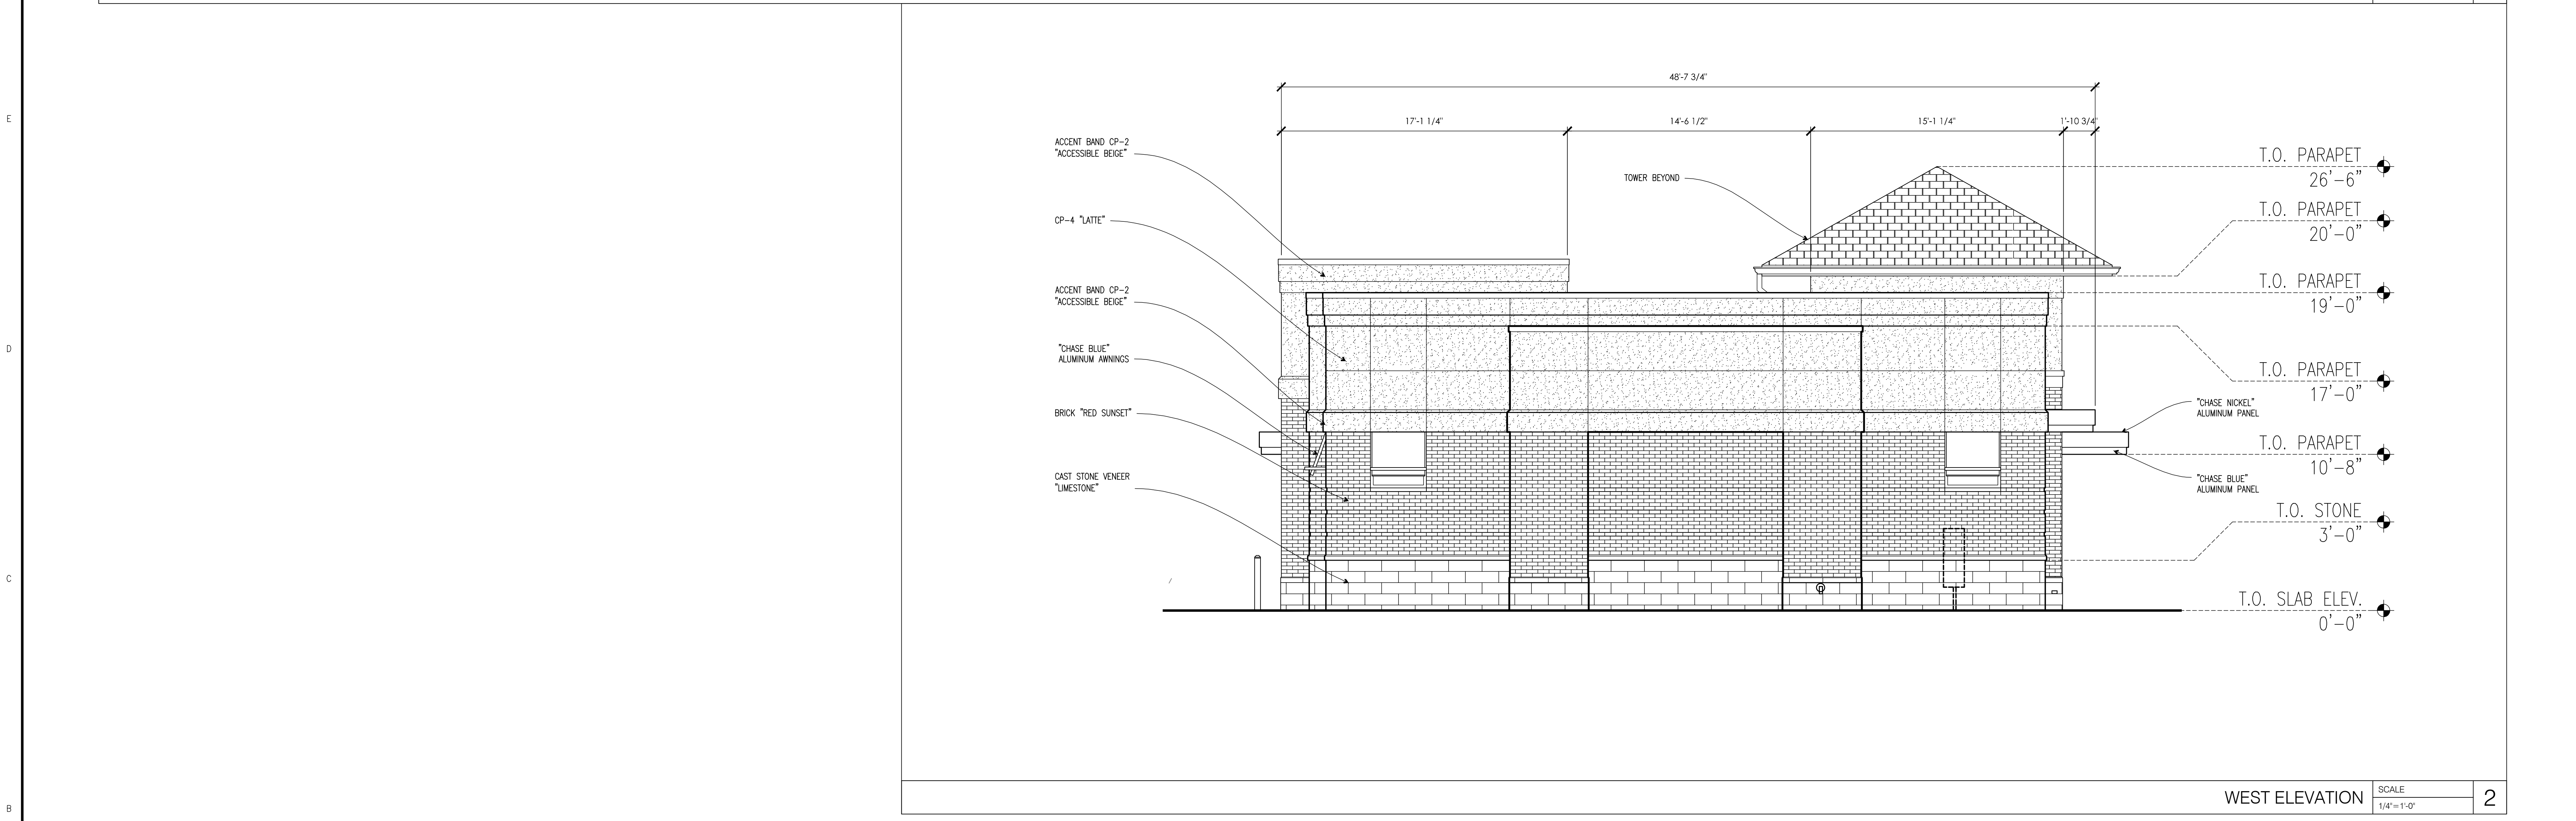 48'-7 3/4"
17'-1 1/4"
14'-6 1/2"
15'-1 1/4"
1'-10 3/4"
E
ACCENT BAND CP-2
"ACCESSIBLE BEIGE"
TOWER BEYOND
T.O. PARAPET
26'-6"
CP-4 "LATTE"
T.O. PARAPET
20'-0"
ACCENT BAND CP-2
"ACCESSIBLE BEIGE"
T.O. PARAPET
19'-0"
D
"CHASE BLUE"
ALUMINUM AWNINGS
T.O. PARAPET
17'-0"
BRICK "RED SUNSET"
"CHASE NICKEL"
ALUMINUM PANEL
T.O. PARAPET
10'-8"
CAST STONE VENEER
"LIMESTONE"
"CHASE BLUE"
ALUMINUM PANEL
T.O. STONE
3'-0"
C
T.O. SLAB ELEV.
0'-0"
B
WEST ELEVATION
SCALE
1/4"=1'-0"
2